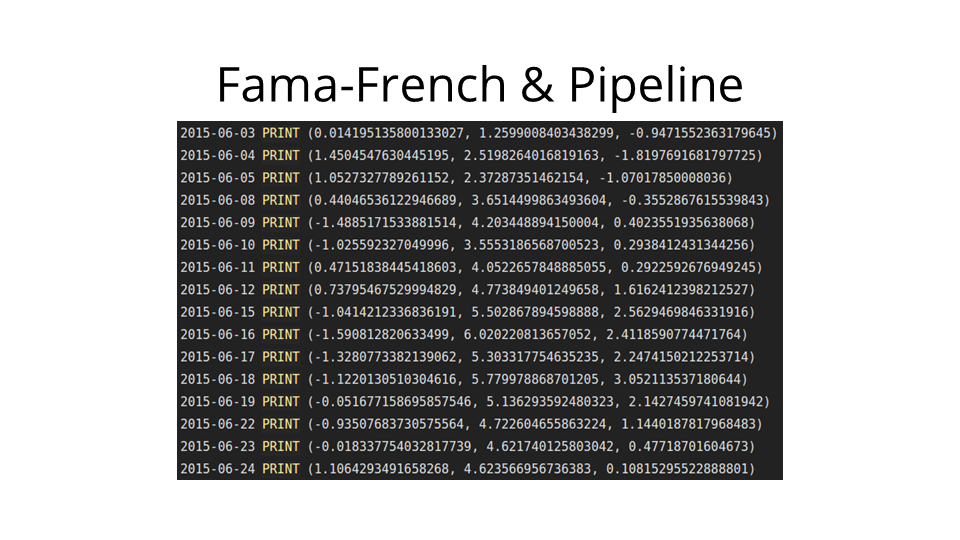 Fama-French & Pipeline
2015-06-03 PRINT (0.014195135800133027, 1.2599008403438299, -0.9471552363179645)
2015-06-04 PRINT (1.4504547630445195, 2.5198264016819163, -1.8197691681797725)
2015-06-05 PRINT (1.0527327789261152, 2.37287351462154, -1.07017850008036)
2015-06-08 PRINT (0.44046536122946689, 3.6514499863493604, -0.3552867615539843)
2015-06-09 PRINT (-1.4885171533881514, 4.203448894150004, 0.4023551935638068)
2015-06-10 PRINT (-1.025592327049996, 3.5553186568700523, 0.2938412431344256)
2015-06-11 PRINT (0.47151838445418603, 4.0522657848885055, 0.2922592676949245)
2015-06-12 PRINT (0.73795467529994829, 4.773849401249658, 1.6162412398212527)
2015-06-15 PRINT (-1.0414212336836191, 5.502867894598888, 2.5629469846331916)
2015-06-16 PRINT (-1.590812820633499, 6.020220813657052, 2.4118590774471764)
2015-06-17 PRINT (-1.3280773382139062, 5.303317754635235, 2.2474150212253714)
2015-06-18 PRINT (-1.1220130510304616, 5.779978868701205, 3.052113537180644)
2015-06-19 PRINT (-0.051677158695857546, 5.136293592480323, 2.1427459741081942)
2015-06-22 PRINT (-0.93507683730575564, 4.722604655863224, 1.1440187817968483)
2015-06-23 PRINT (-0.018337754032817739, 4.621740125803042, 0.47718701604673)
2015-06-24 PRINT (1.1064293491658268, 4.623566956736383, 0.10815295522888801)